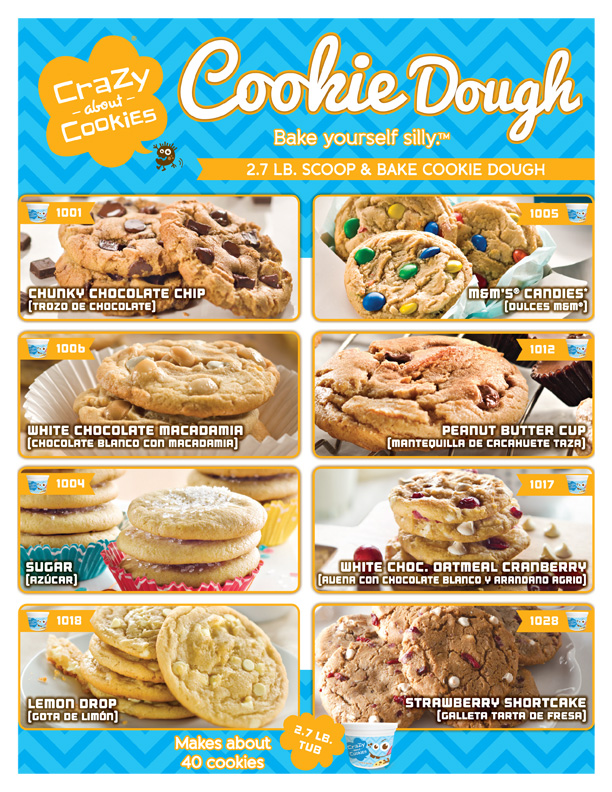 CraZy
- about -
CooKiES
Cookie Dough
Bake yourself silly.™
2.7 LB. SCOOP & BAKE COOKIE DOUGH
1001
CHUNKY CHOCOLATE CHIP
(TROZO DE CHOCOLATE)
1005
M&M'S® CANDIES*
(DULCES M&M®)
1006
WHITE CHOCOLATE MACADAMIA
(CHOCOLATE BLANCO CON MACADAMIA)
1012
PEANUT BUTTER CUP
(MANTEQUILLA DE CACAHUETE TAZA)
1004
SUGAR
(AZÚCAR)
1017
WHITE CHOC. OATMEAL CRANBERRY
(AVENA CON CHOCOLATE BLANCO Y ARANDANO AGRIO)
1018
LEMON DROP
(GOTA DE LIMÓN)
1028
STRAWBERRY SHORTCAKE
(GALLETA TARTA DE FRESA)
Makes about
40 cookies
2.7 LB.
TUB
CraZy
about
CooKiES